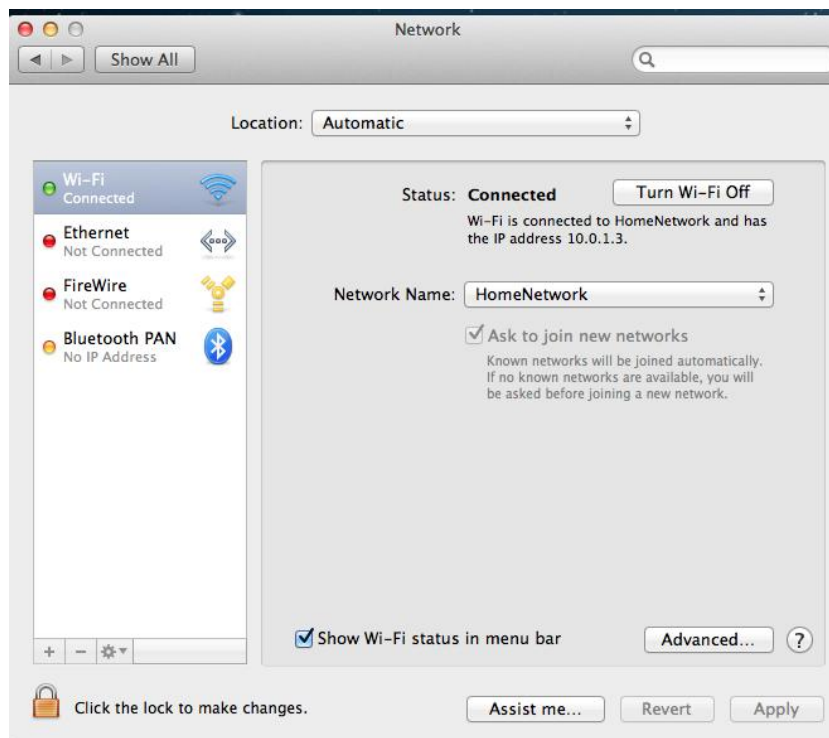 Network
Show All
Location: Automatic
Wi-Fi
Connected
Ethernet
Not Connected
FireWire
Not Connected
Bluetooth PAN
No IP Address
Status: Connected
Turn Wi-Fi Off
Wi-Fi is connected to HomeNetwork and has
the IP address 10.0.1.3.
Network Name: HomeNetwork
Ask to join new networks
Known networks will be joined automatically.
If no known networks are available, you will
be asked before joining a new network.
Show Wi-Fi status in menu bar
Advanced...
?
Click the lock to make changes.
Assist me...
Revert
Apply